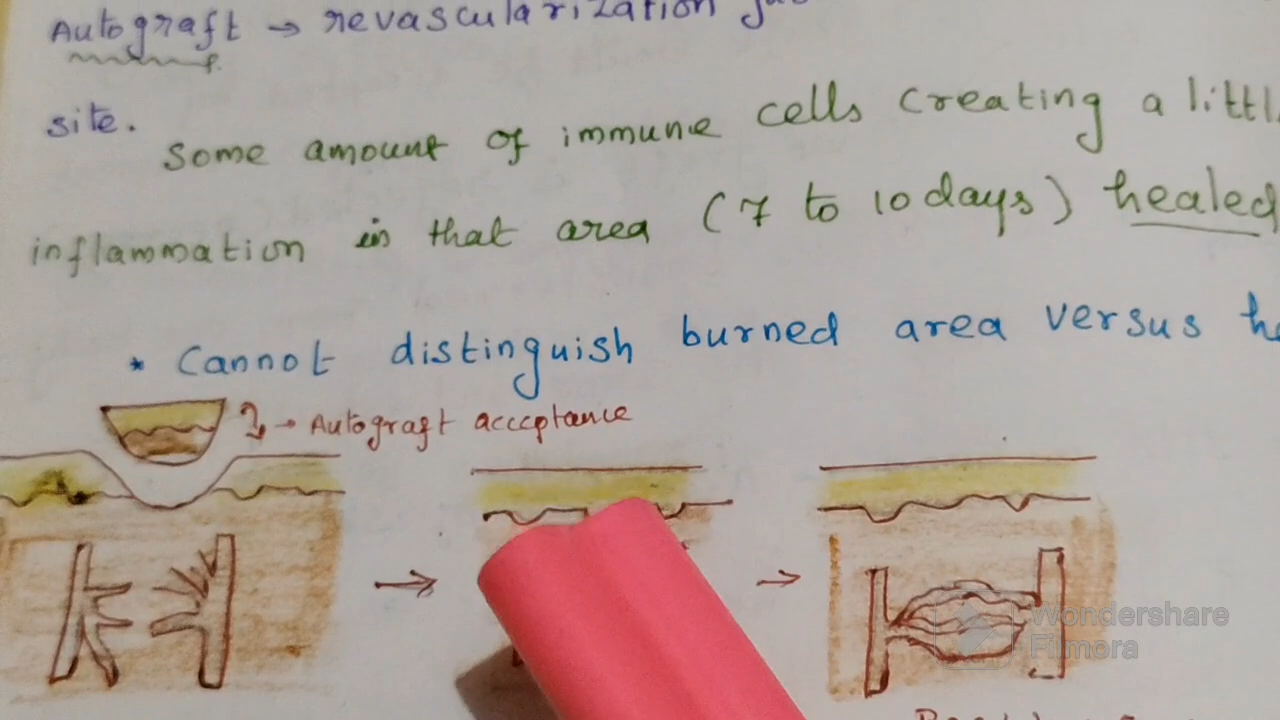 Autograft → revascularization
site.
Some amount of immune cells creating a littl
inflammation in that area (7 to 10 days) healed
* Cannot distinguish burned area versus
→ Autograft acceptance
Wondershare
Filmora